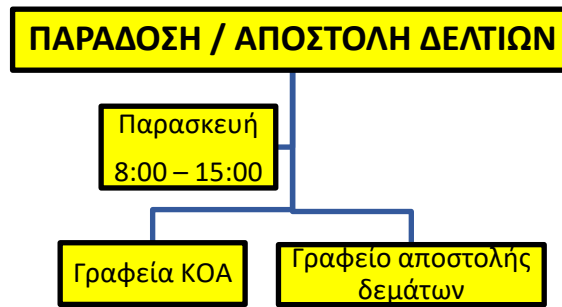 ΠΑΡΑΔΟΣΗ / ΑΠΟΣΤΟΛΗ ΔΕΛΤΙΩΝ
Παρασκευή
8:00 – 15:00
Γραφεία ΚΟΑ
Γραφείο αποστολής
δεμάτων